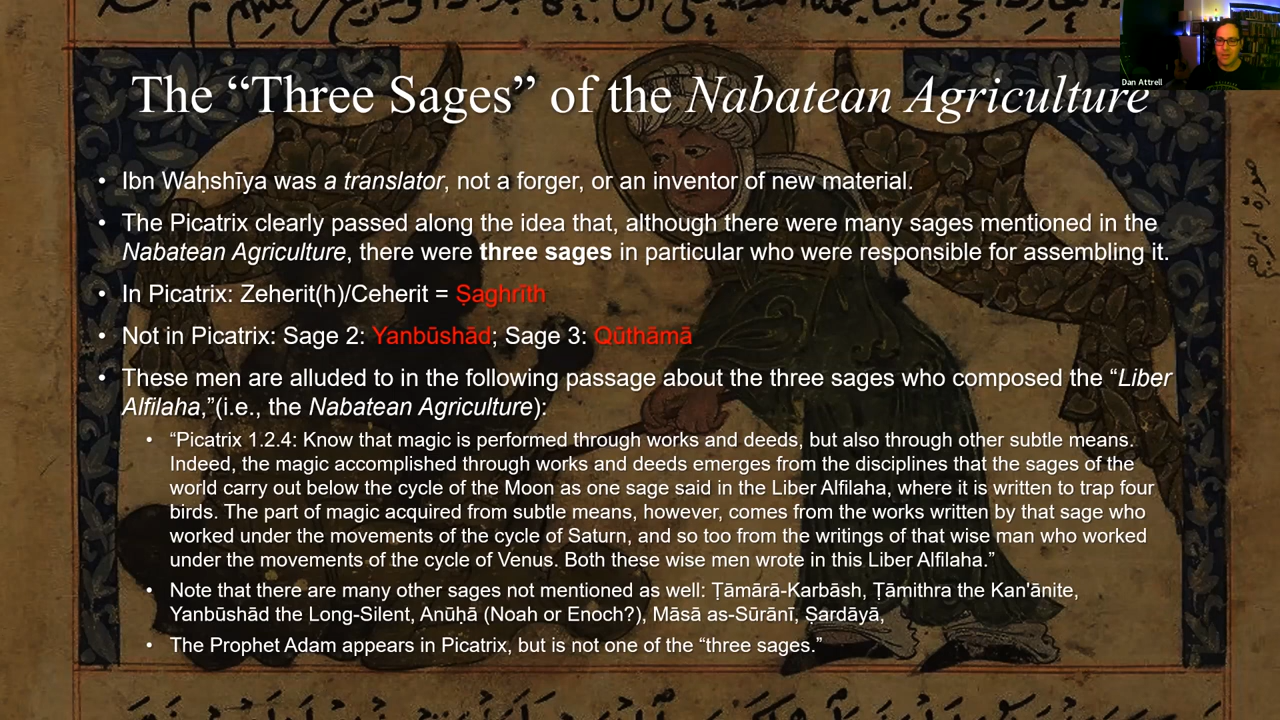 Dan Attrell
The “Three Sages” of the Nabatean Agriculture
• Ibn Waḥshīya was a translator, not a forger, or an inventor of new material.
• The Picatrix clearly passed along the idea that, although there were many sages mentioned in the
Nabatean Agriculture, there were three sages in particular who were responsible for assembling it.
• In Picatrix: Zeherit(h)/Ceherit = Ṣaghrīth
• Not in Picatrix: Sage 2: Yanbūshād; Sage 3: Qūthāmā
• These men are alluded to in the following passage about the three sages who composed the “Liber
Alfilaha,”(i.e., the Nabatean Agriculture):
• “Picatrix 1.2.4: Know that magic is performed through works and deeds, but also through other subtle means.
Indeed, the magic accomplished through works and deeds emerges from the disciplines that the sages of the
world carry out below the cycle of the Moon as one sage said in the Liber Alfilaha, where it is written to trap four
birds. The part of magic acquired from subtle means, however, comes from the works written by that sage who
worked under the movements of the cycle of Saturn, and so too from the writings of that wise man who worked
under the movements of the cycle of Venus. Both these wise men wrote in this Liber Alfilaha.”
• Note that there are many other sages not mentioned as well: Ṭāmārā-Karbāsh, Ṭāmithra the Kan'ānite,
Yanbūshād the Long-Silent, Anūḥā (Noah or Enoch?), Māsā as-Sūrānī, Ṣardāyā,
• The Prophet Adam appears in Picatrix, but is not one of the “three sages.”